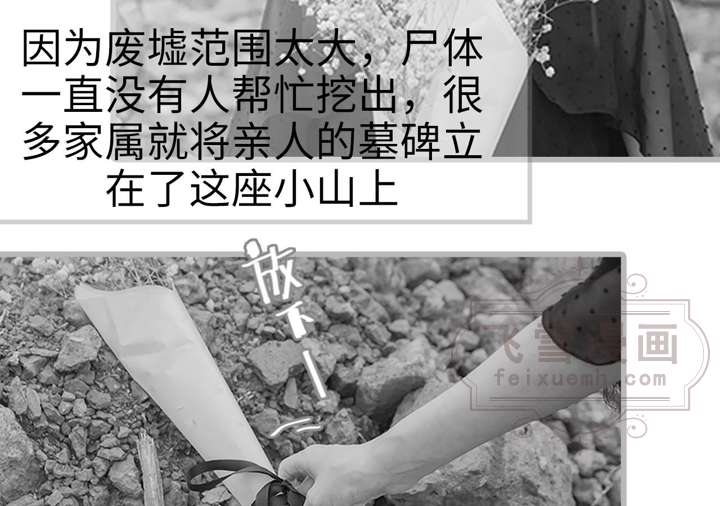 因为废墟范围太大，尸体
一直没有人帮忙挖出，很
多家属就将亲人的墓碑立
在了这座小山上
放下
飞雪漫画
feixuemh.com